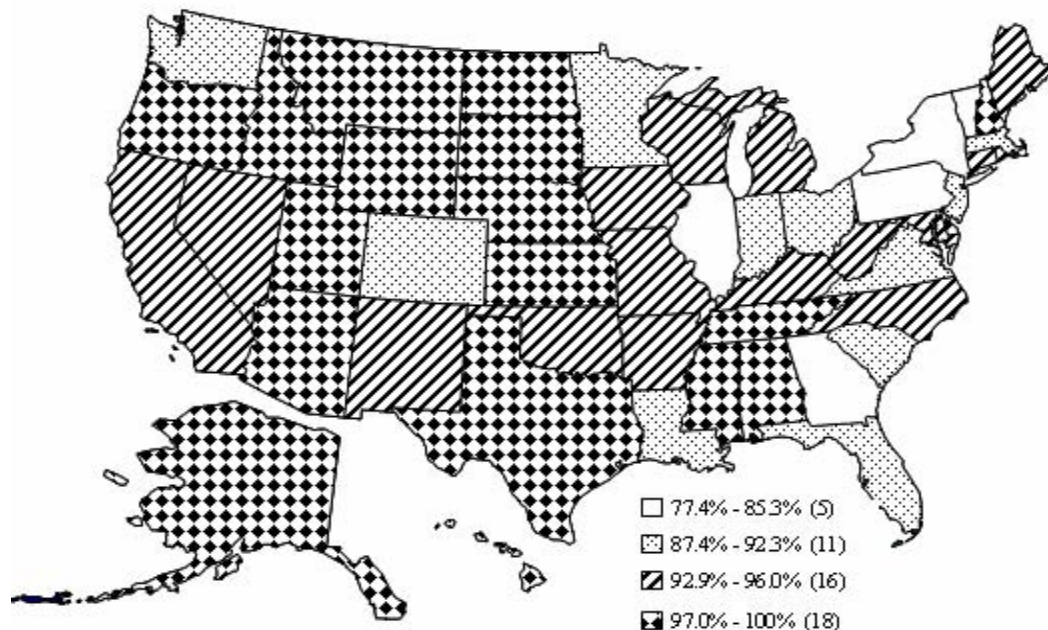 77.4% - 85.3% (5)
87.4% - 92.3% (11)
92.9% - 96.0% (16)
97.0% - 100% (18)